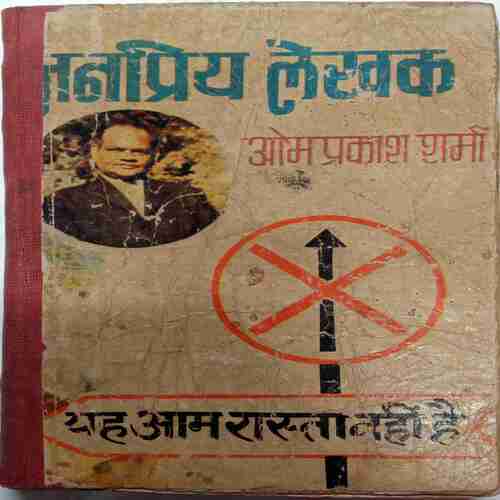 जनप्रिय लेखक
ओम प्रकाश शर्मा
यह आम रास्ता नहीं है